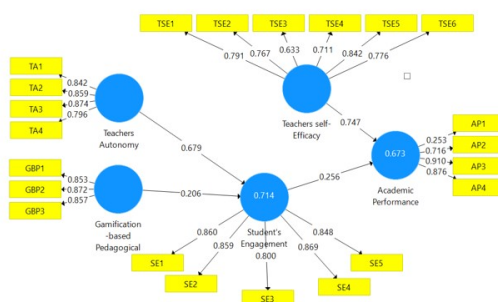 TSE1 TSE2 TSE3 TSE4 TSE5 TSE6
0.791 0.767 0.633 0.711 0.842 0.776
TA1
TA2
TA3
TA4
0.842
0.859
0.874
0.796
Teachers
Autonomy
Teachers self-
Efficacy
0.747
0.679
GBP1
GBP2
GBP3
0.853
0.872
0.857
Gamification
-based
Pedagogical
0.206
0.714
Student's
Engagement
0.256
0.673
Academic
Performance
AP1
AP2
AP3
AP4
0.253
0.716
0.910
0.876
0.860
0.859
0.800
0.869
0.848
SE1
SE2
SE3
SE4
SE5